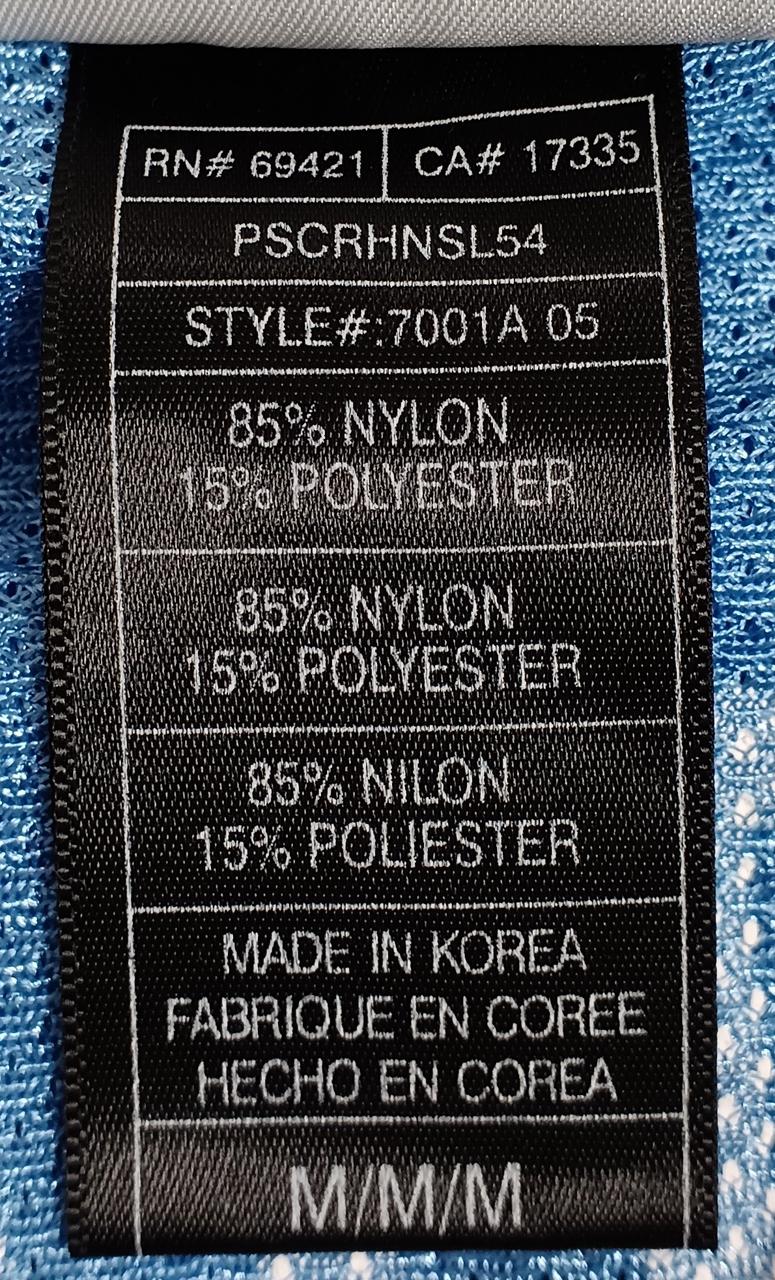 RN# 69421 CA# 17335
PSCRHNSL54
STYLE#:7001A 05
85% NYLON
15% POLYESTER
85% NYLON
15% POLYESTER
85% NILON
15% POLIESTER
MADE IN KOREA
FABRIQUE EN COREE
HECHO EN COREA
M/M/M